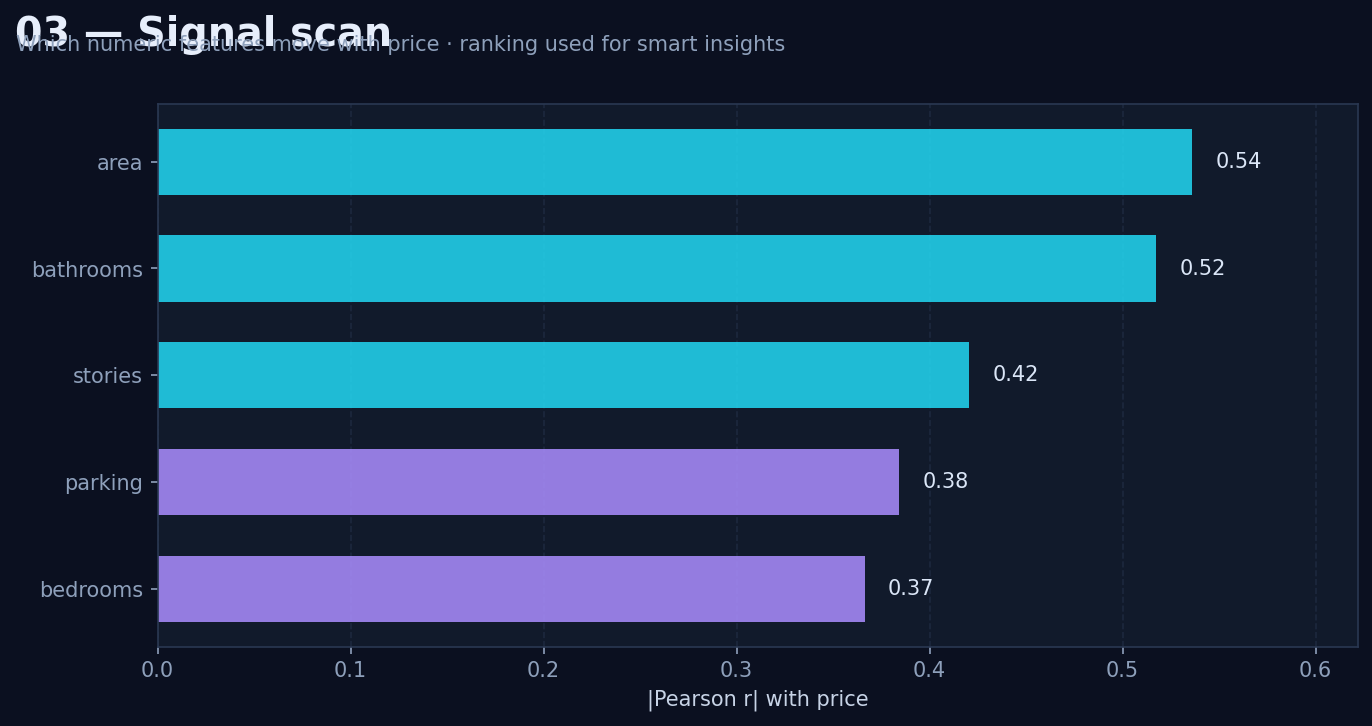 03 — Signal scan
Which numeric features move with price · ranking used for smart insights
area
0.54
bathrooms
0.52
stories
0.42
parking
0.38
bedrooms
0.37
0.0 0.1 0.2 0.3 0.4 0.5 0.6
|Pearson r| with price